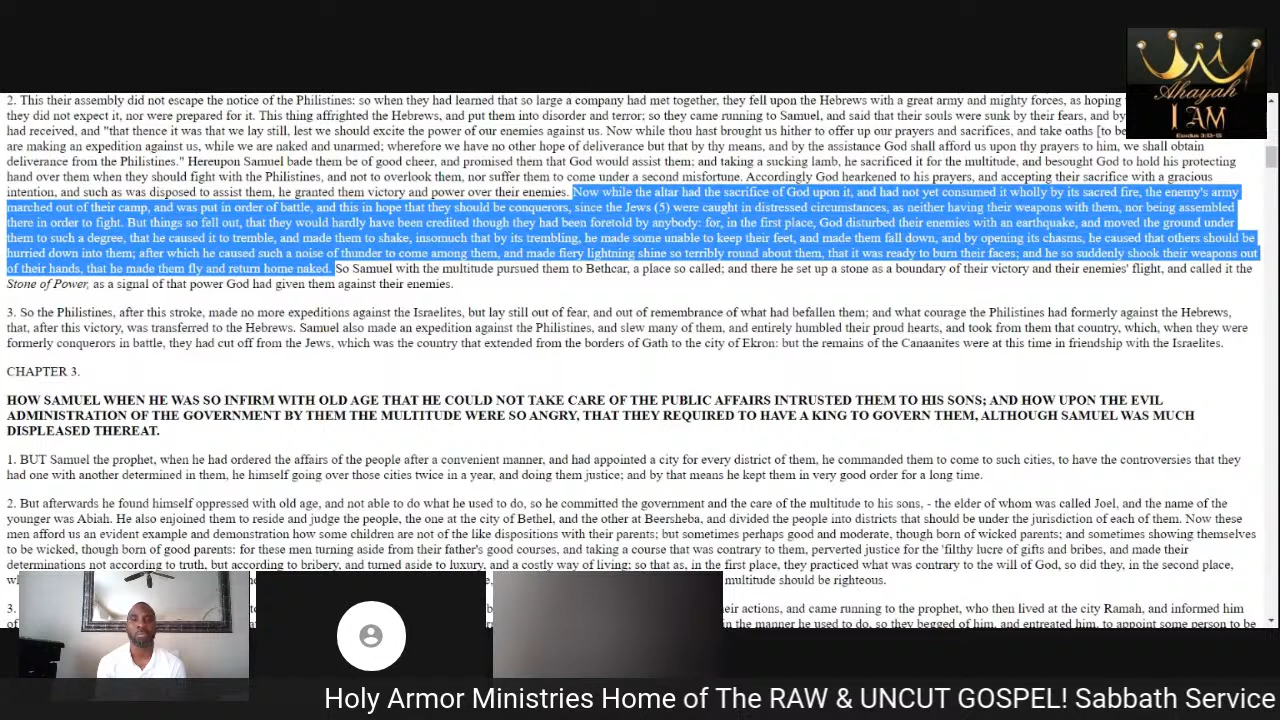 Ahayah
I AM
Exodus 3:13-15
2. This their assembly did not escape the notice of the Philistines: so when they had learned that so large a company had met together, they fell upon the Hebrews with a great army and mighty forces, as hoping
they did not expect it, nor were prepared for it. This thing affrighted the Hebrews, and put them into disorder and terror; so they came running to Samuel, and said that their souls were sunk by their fears, and by
had received, and "that thence it was that we lay still, lest we should excite the power of our enemies against us. Now while thou hast brought us hither to offer up our prayers and sacrifices, and take oaths [to be
are making an expedition against us, while we are naked and unarmed; wherefore we have no other hope of deliverance but that by thy means, and by the assistance God shall afford us upon thy prayers to him, we shall obtain
deliverance from the Philistines." Hereupon Samuel bade them be of good cheer, and promised them that God would assist them; and taking a sucking lamb, he sacrificed it for the multitude, and besought God to hold his protecting
hand over them when they should fight with the Philistines, and not to overlook them, nor suffer them to come under a second misfortune. Accordingly God hearkened to his prayers, and accepting their sacrifice with a gracious
intention, and such as was disposed to assist them, he granted them victory and power over their enemies. Now while the altar had the sacrifice of God upon it, and had not yet consumed it wholly by its sacred fire, the enemy's army
marched out of their camp, and was put in order of battle, and this in hope that they should be conquerors, since the Jews (5) were caught in distressed circumstances, as neither having their weapons with them, nor being assembled
there in order to fight. But things so fell out, that they would hardly have been credited though they had been foretold by anybody: for, in the first place, God disturbed their enemies with an earthquake, and moved the ground under
them to such a degree, that he caused it to tremble, and made them to shake, insomuch that by its trembling, he made some unable to keep their feet, and made them fall down, and by opening its chasms, he caused that others should be
hurried down into them; after which he caused such a noise of thunder to come among them, and made fiery lightning shine so terribly round about them, that it was ready to burn their faces; and he so suddenly shook their weapons out
of their hands, that he made them fly and return home naked. So Samuel with the multitude pursued them to Bethcar, a place so called; and there he set up a stone as a boundary of their victory and their enemies' flight, and called it the
Stone of Power, as a signal of that power God had given them against their enemies.
3. So the Philistines, after this stroke, made no more expeditions against the Israelites, but lay still out of fear, and out of remembrance of what had befallen them; and what courage the Philistines had formerly against the Hebrews,
that, after this victory, was transferred to the Hebrews. Samuel also made an expedition against the Philistines, and slew many of them, and entirely humbled their proud hearts, and took from them that country, which, when they were
formerly conquerors in battle, they had cut off from the Jews, which was the country that extended from the borders of Gath to the city of Ekron: but the remains of the Canaanites were at this time in friendship with the Israelites.
CHAPTER 3.
HOW SAMUEL WHEN HE WAS SO INFIRM WITH OLD AGE THAT HE COULD NOT TAKE CARE OF THE PUBLIC AFFAIRS INTRUSTED THEM TO HIS SONS; AND HOW UPON THE EVIL
ADMINISTRATION OF THE GOVERNMENT BY THEM THE MULTITUDE WERE SO ANGRY, THAT THEY REQUIRED TO HAVE A KING TO GOVERN THEM, ALTHOUGH SAMUEL WAS MUCH
DISPLEASED THEREAT.
1. BUT Samuel the prophet, when he had ordered the affairs of the people after a convenient manner, and had appointed a city for every district of them, he commanded them to come to such cities, to have the controversies that they
had one with another determined in them, he himself going over those cities twice in a year, and doing them justice; and by that means he kept them in very good order for a long time.
2. But afterwards he found himself oppressed with old age, and not able to do what he used to do, so he committed the government and the care of the multitude to his sons, - the elder of whom was called Joel, and the name of the
younger was Abiah. He also enjoined them to reside and judge the people, the one at the city of Bethel, and the other at Beersheba, and divided the people into districts that should be under the jurisdiction of each of them. Now these
men afford us an evident example and demonstration how some children are not of the like dispositions with their parents; but sometimes perhaps good and moderate, though born of wicked parents; and sometimes showing themselves
to be wicked, though born of good parents: for these men turning aside from their father's good courses, and taking a course that was contrary to them, perverted justice for the 'filthy lucre of gifts and bribes, and made their
determinations not according to truth, but according to bribery, and turned aside to luxury, and a costly way of living; so that as, in the first place, they practiced what was contrary to the will of God, so did they, in the second place,
multitude should be righteous.
3. their actions, and came running to the prophet, who then lived at the city Ramah, and informed him
in the manner he used to do, so they begged of him, and entreated him, to appoint some person to be
Holy Armor Ministries Home of The RAW & UNCUT GOSPEL! Sabbath Service